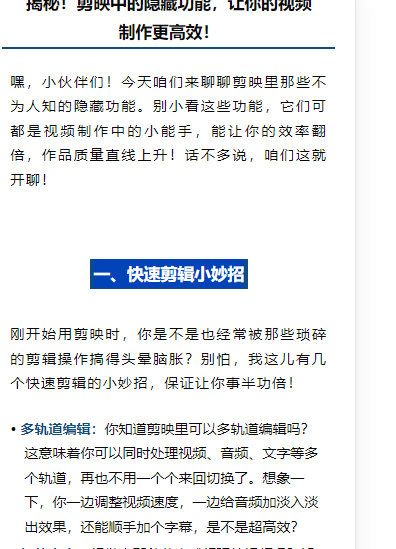 揭秘！剪映中的隐藏功能，让你的视频
制作更高效！
嘿，小伙伴们！今天咱们来聊聊剪映里那些不
为人知的隐藏功能。别小看这些功能，它们可
都是视频制作中的小能手，能让你的效率翻
倍，作品质量直线上升！话不多说，咱们这就
开聊！
一、快速剪辑小妙招
刚开始用剪映时，你是不是也经常被那些琐碎
的剪辑操作搞得头晕脑胀？别怕，我这儿有几
个快速剪辑的小妙招，保证让你事半功倍！
• 多轨道编辑：你知道剪映里可以多轨道编辑吗？
这意味着你可以同时处理视频、音频、文字等多
个轨道，再也不用一个个来回切换了。想象一
下，你一边调整视频速度，一边给音频加淡入淡
出效果，还能顺手加个字幕，是不是超高效？